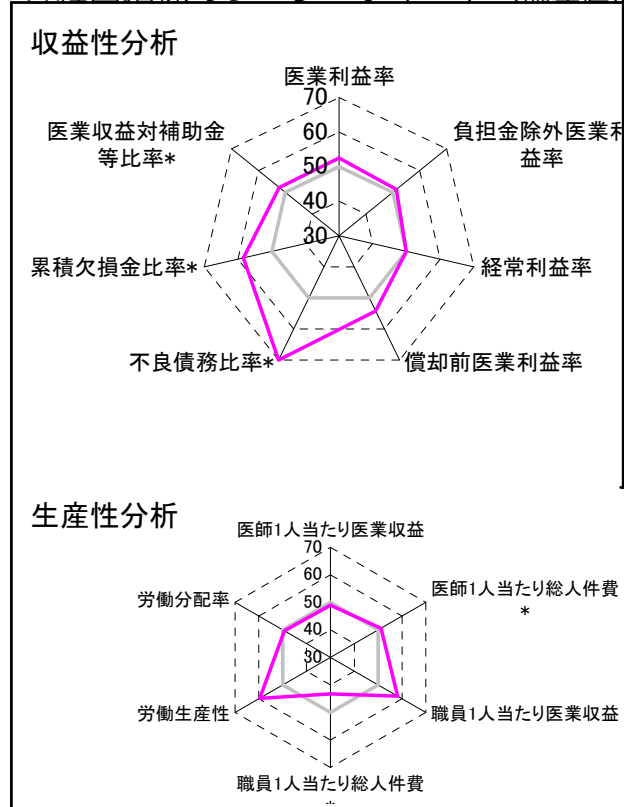 収益性分析
医業利益率
70
60
50
40
30
負担金除外医業利
益率
経常利益率
償却前医業利益率
不良債務比率*
累積欠損金比率*
医業収益対補助金
等比率*
生産性分析
医師1人当たり医業収益
70
60
50
40
30
医師1人当たり総人件費
*
職員1人当たり医業収益
職員1人当たり総人件費
*
労働生産性
労働分配率